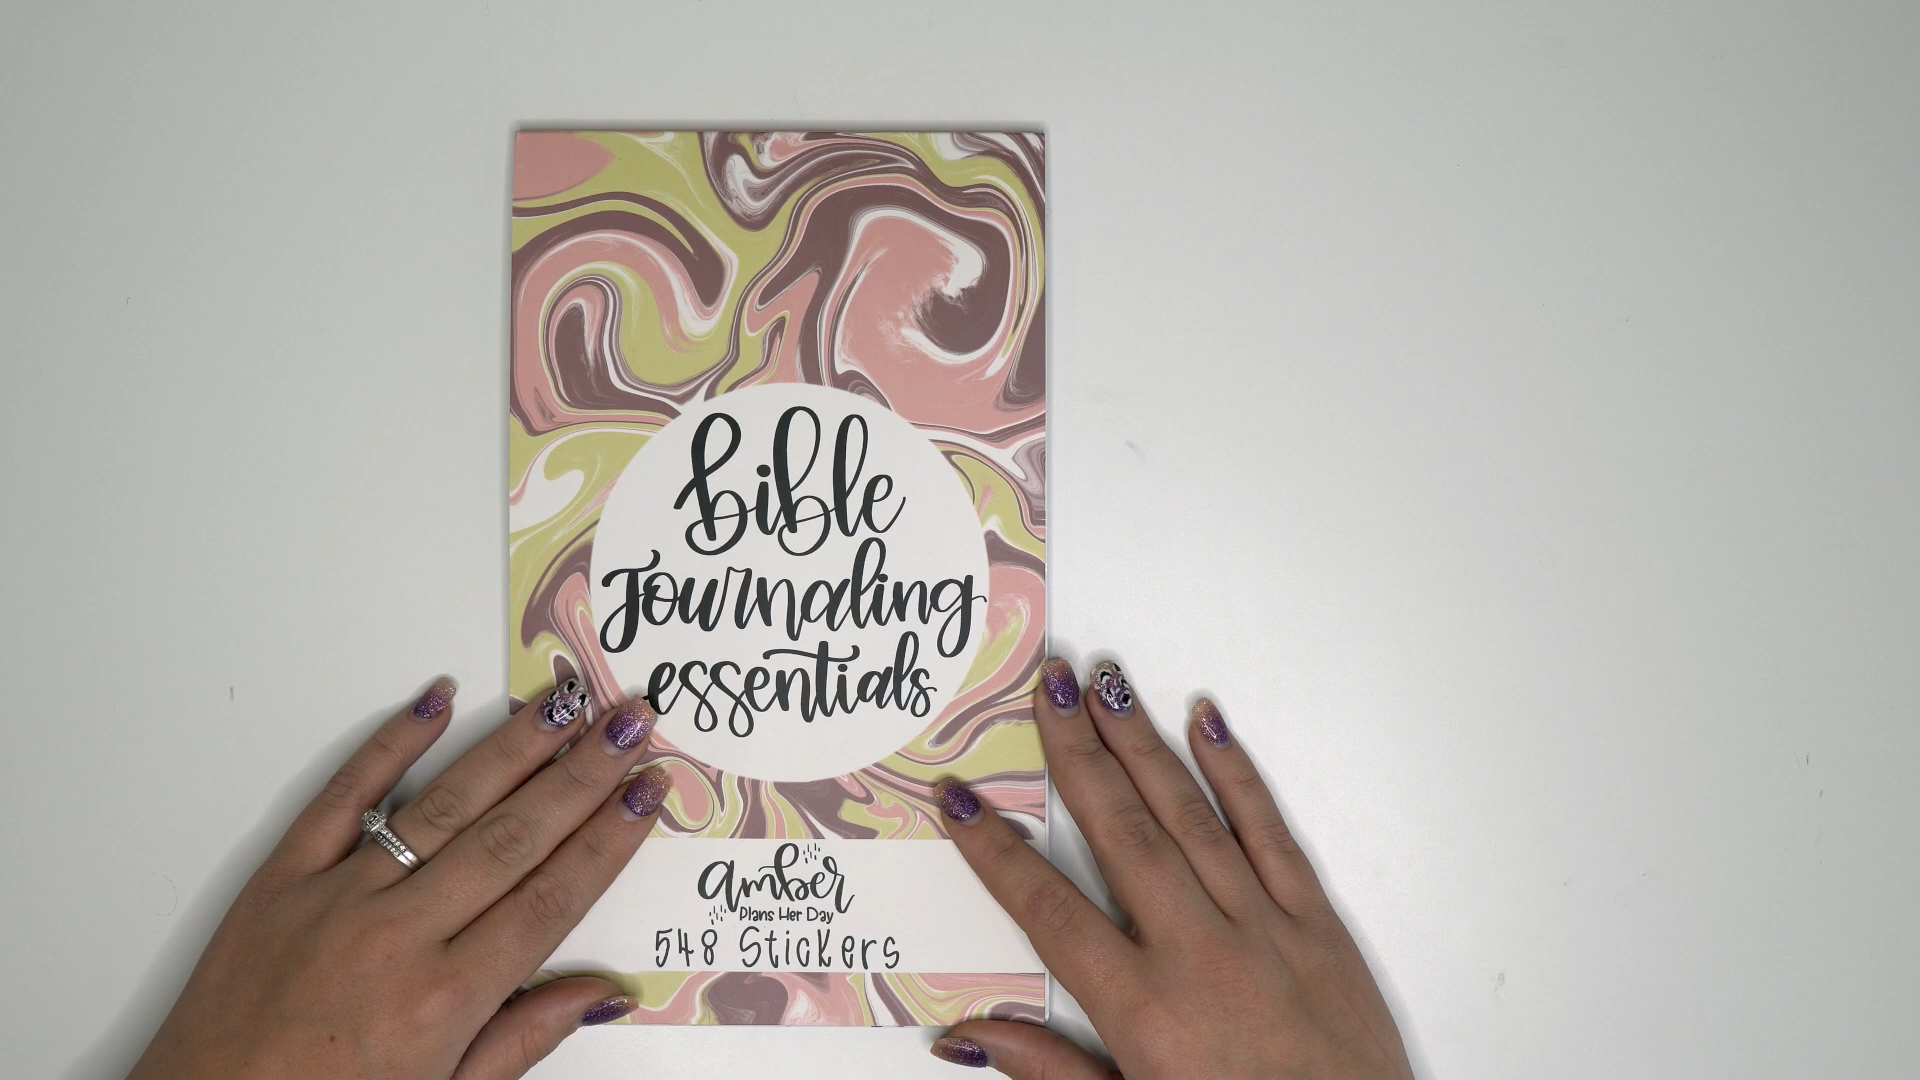 bible
Journaling
essentials
amber
Plans Her Day
548 Stickers